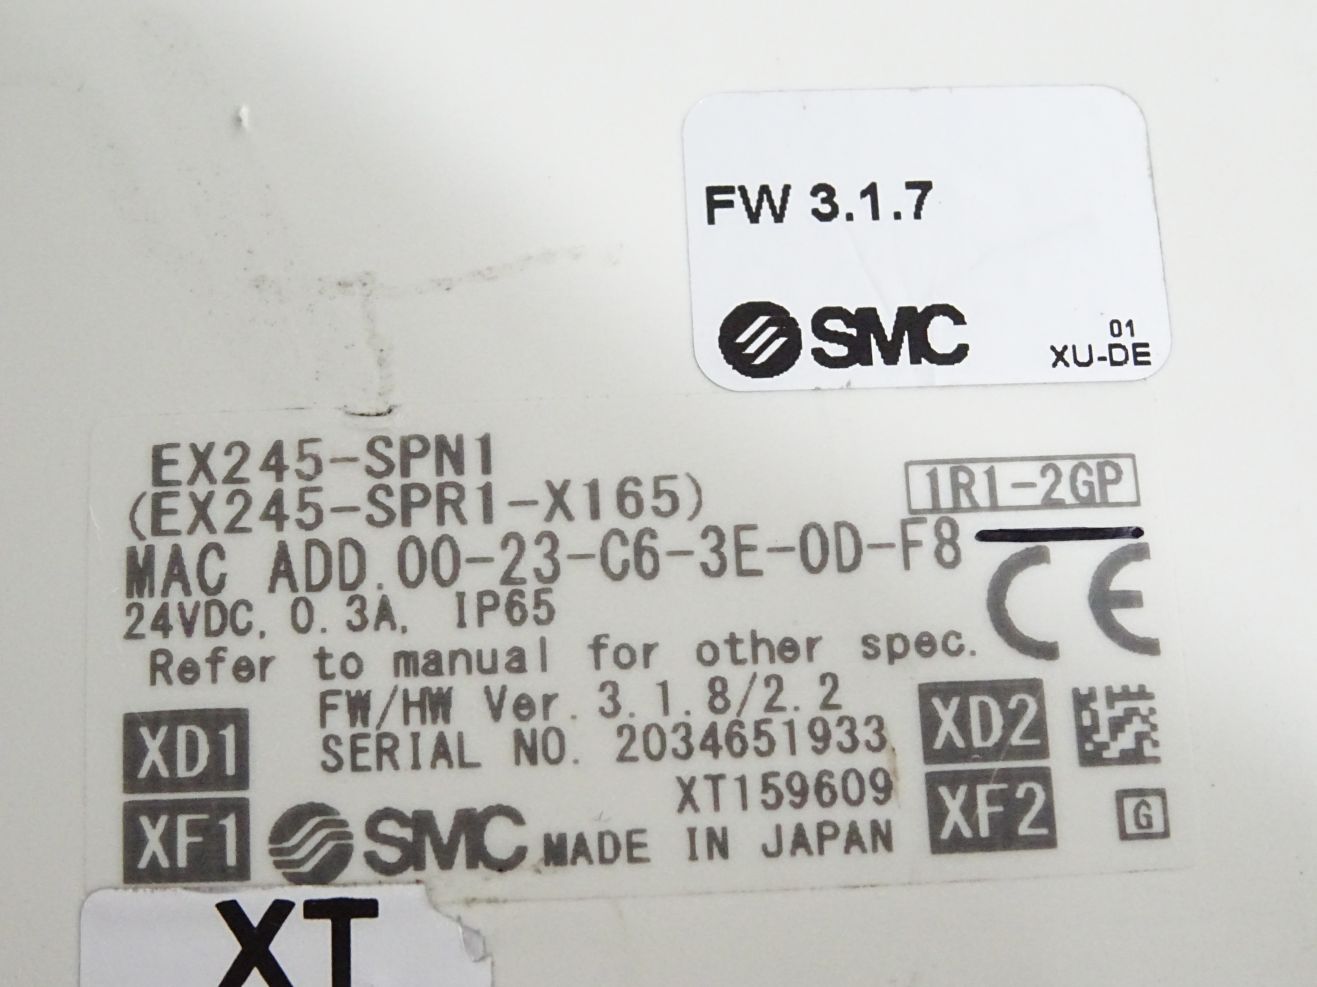 FW 3.1.7
SMC
01
XU-DE
EX245-SPN1
(EX245-SPR1-X165)
1R1-2GP
MAC ADD.00-23-C6-3E-0D-F8
CE
24VDC, 0.3A, IP65
Refer to manual for other spec.
FW/HW Ver.3.1.8/2.2
XD1
SERIAL NO. 2034651933
XD2
XT159609
XF1
SMC MADE IN JAPAN
XF2
G
XT